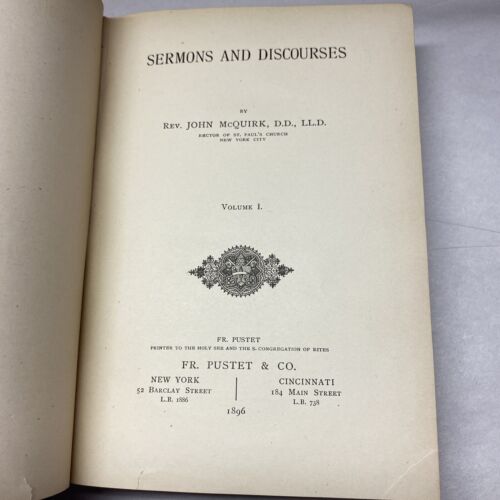 SERMONS AND DISCOURSES
BY
REV. JOHN McQUIRK, D.D., LL.D.
RECTOR OF ST. PAUL'S CHURCH
NEW YORK CITY
VOLUME I.
FR. PUSTET
PRINTER TO THE HOLY SEE AND THE S. CONGREGATION OF RITES
FR. PUSTET & CO.
NEW YORK
52 BARCLAY STREET
L.B. 1886
CINCINNATI
184 MAIN STREET
L.B. 738
1896